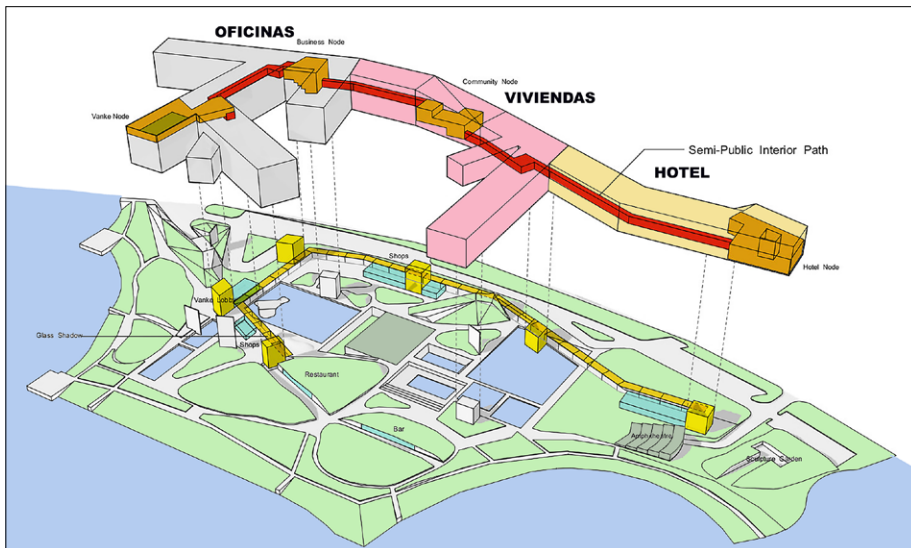 OFICINAS
Business Node
Community Node
VIVIENDAS
Vanke Node
Semi-Public Interior Path
HOTEL
Hotel Node
Shops
Vanke Lobby
Glass Shadow
Shops
Restaurant
Bar
Amphitheatre
Sculpture Garden